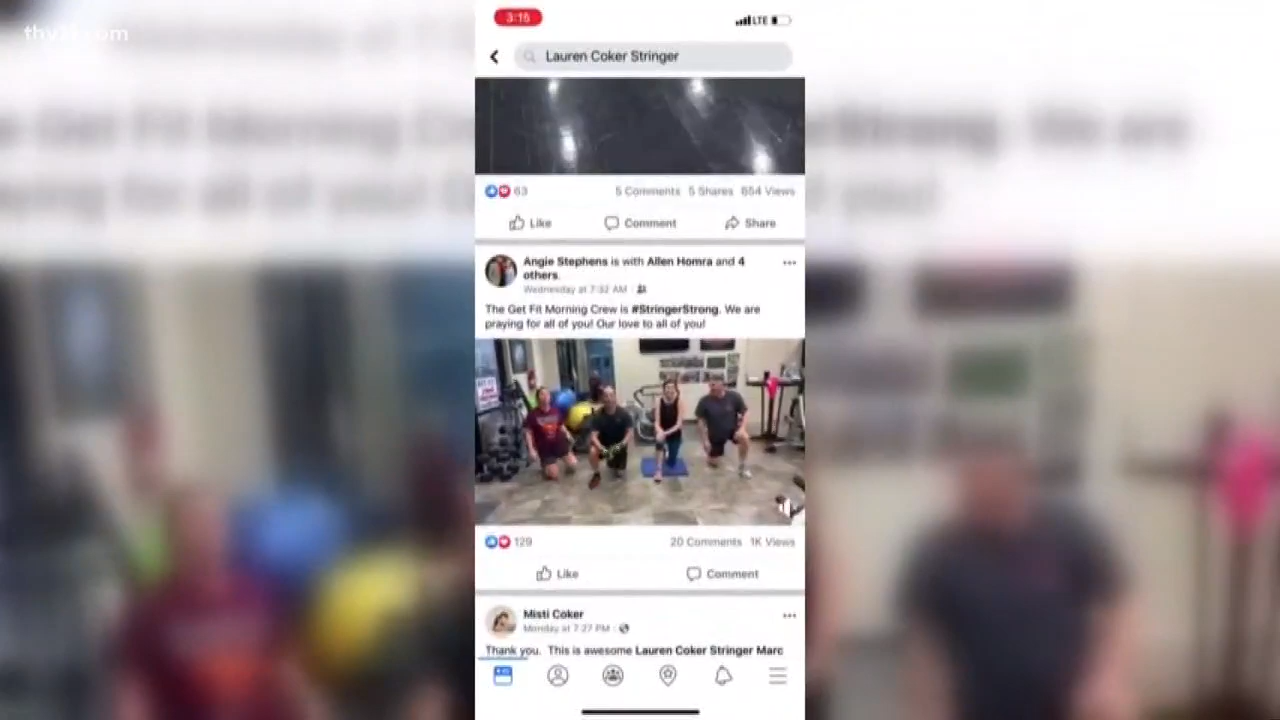 thv11.com
3:15
LTE
Lauren Coker Stringer
63 5 Comments 5 Shares 654 Views
Like Comment Share
Angie Stephens is with Allen Homra and 4
others.
Wednesday at 7:32 AM
The Get Fit Morning Crew is #StringerStrong. We are
praying for all of you! Our love to all of you!
129 20 Comments 1K Views
Like Comment
Misti Coker
Monday at 7:27 PM
Thank you. This is awesome Lauren Coker Stringer Marc